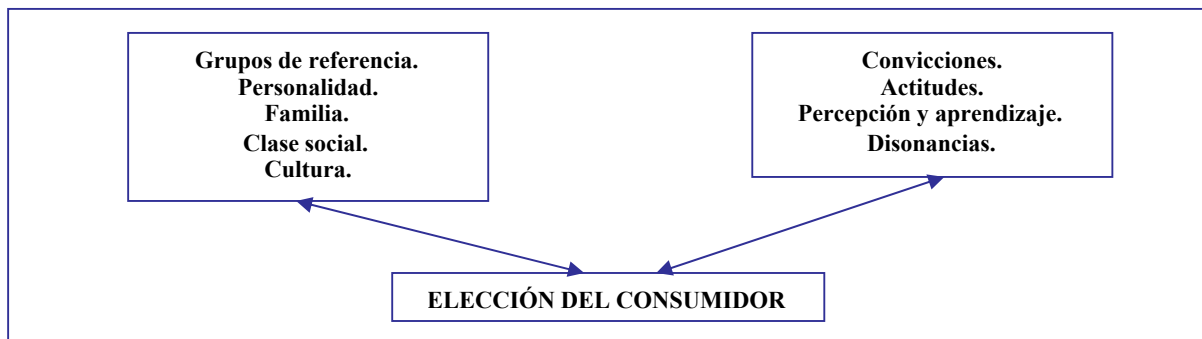 Grupos de referencia.
Personalidad.
Familia.
Clase social.
Cultura.
Convicciones.
Actitudes.
Percepción y aprendizaje.
Disonancias.
ELECCIÓN DEL CONSUMIDOR